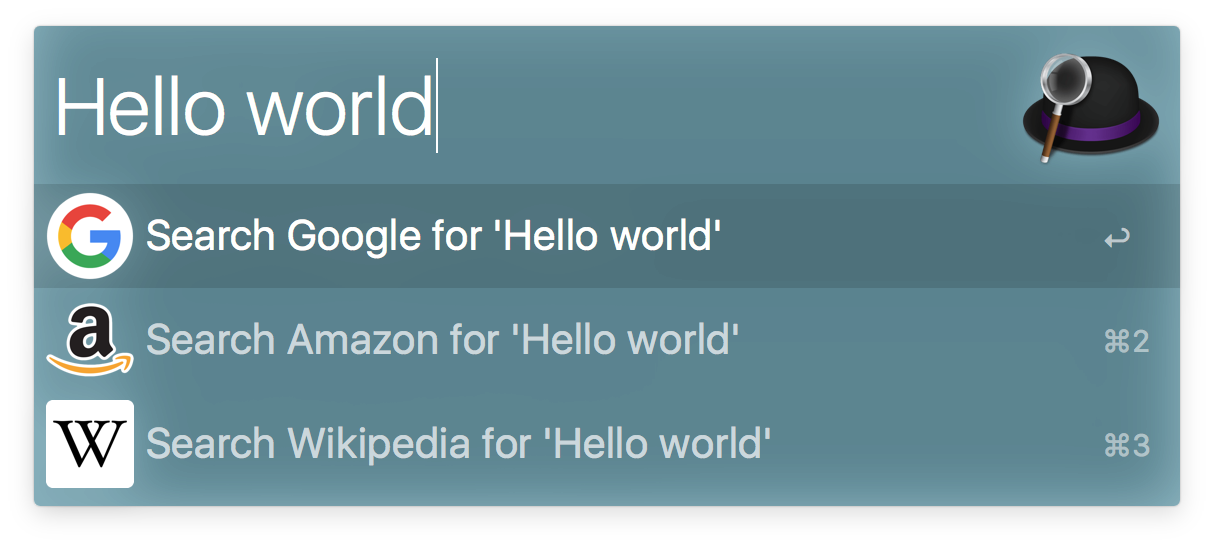 Hello world
Search Google for 'Hello world' ↩
Search Amazon for 'Hello world' ⌘2
Search Wikipedia for 'Hello world' ⌘3